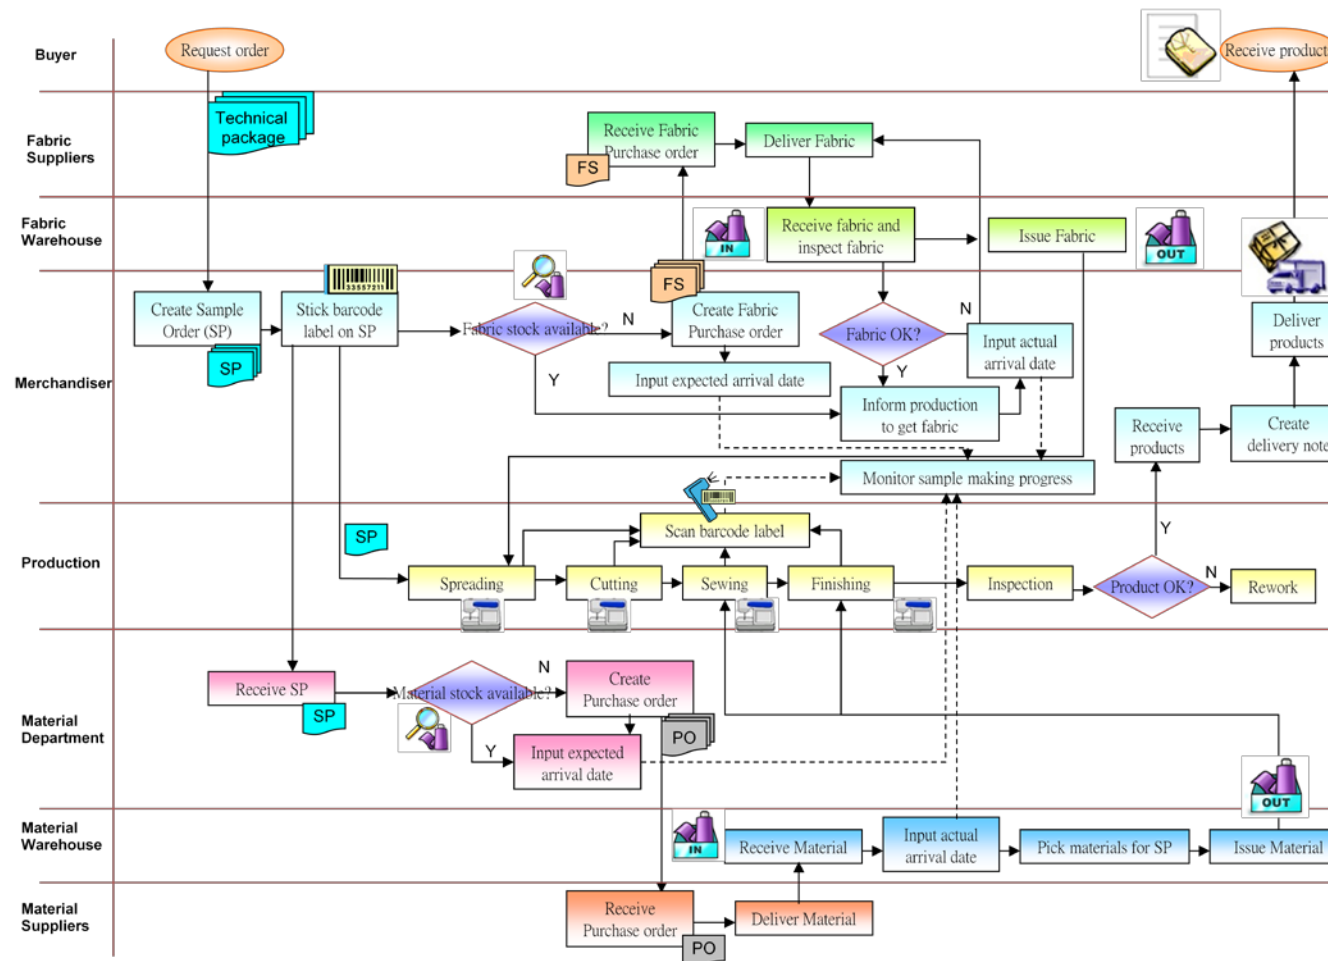 Buyer
Request order
Receive products
Technical
package
Fabric
Suppliers
Receive Fabric
Purchase order
FS
Deliver Fabric
Fabric
Warehouse
IN
Receive fabric and
inspect fabric
Issue Fabric
OUT
33557211
FS
Merchandiser
Create Sample
Order (SP)
SP
Stick barcode
label on SP
Fabric stock available?
N
Y
Create Fabric
Purchase order
Input expected arrival date
Fabric OK?
N
Y
Input actual
arrival date
Inform production
to get fabric
Monitor sample making progress
Receive
products
Create
delivery note
Deliver
products
Production
SP
Scan barcode label
Spreading
Cutting
Sewing
Finishing
Inspection
Product OK?
Y
N
Rework
Material
Department
Receive SP
SP
Material stock available?
N
Y
Create
Purchase order
PO
Input expected
arrival date
OUT
Material
Warehouse
IN
Receive Material
Input actual
arrival date
Pick materials for SP
Issue Material
Material
Suppliers
Receive
Purchase order
PO
Deliver Material